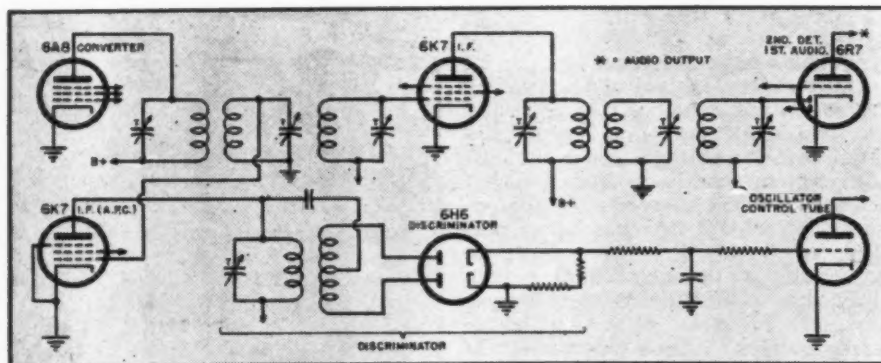 6A8 CONVERTER
6K7 I.F.
2ND. DET.
1ST. AUDIO. 6R7
* = AUDIO OUTPUT
T
T
T
T
T
T
B+
B+
6K7 I.F. (A.F.C.)
6H6
DISCRIMINATOR
OSCILLATOR
CONTROL TUBE
T
DISCRIMINATOR